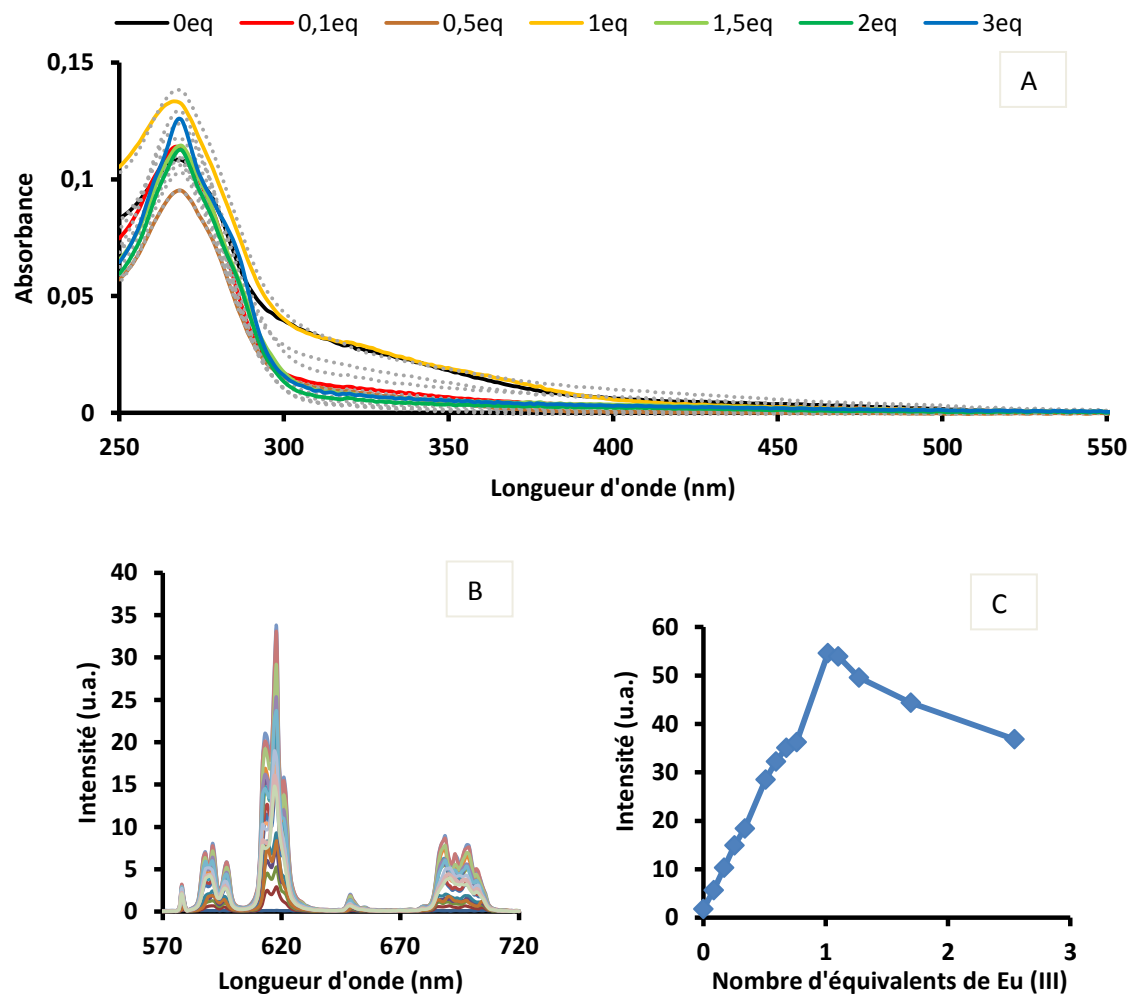 0eq 0,1eq 0,5eq 1eq 1,5eq 2eq 3eq
A
0,15
0,1
0,05
0
Absorbance
250 300 350 400 450 500 550
Longueur d'onde (nm)
B
40
35
30
25
20
15
10
5
0
Intensité (u.a.)
570 620 670 720
Longueur d'onde (nm)
C
60
50
40
30
20
10
0
Intensité (u.a.)
0 1 2 3
Nombre d'équivalents de Eu (III)